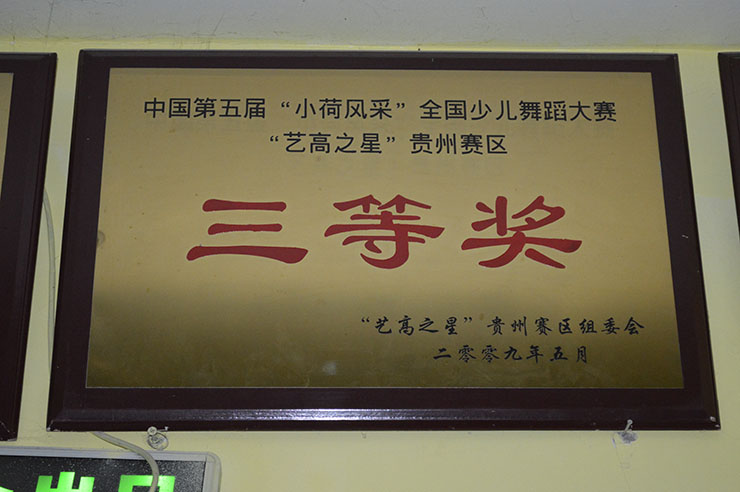 中国第五届“小荷风采”全国少儿舞蹈大赛
“艺高之星”贵州赛区
三等奖
“艺高之星”贵州赛区组委会
二零零九年五月